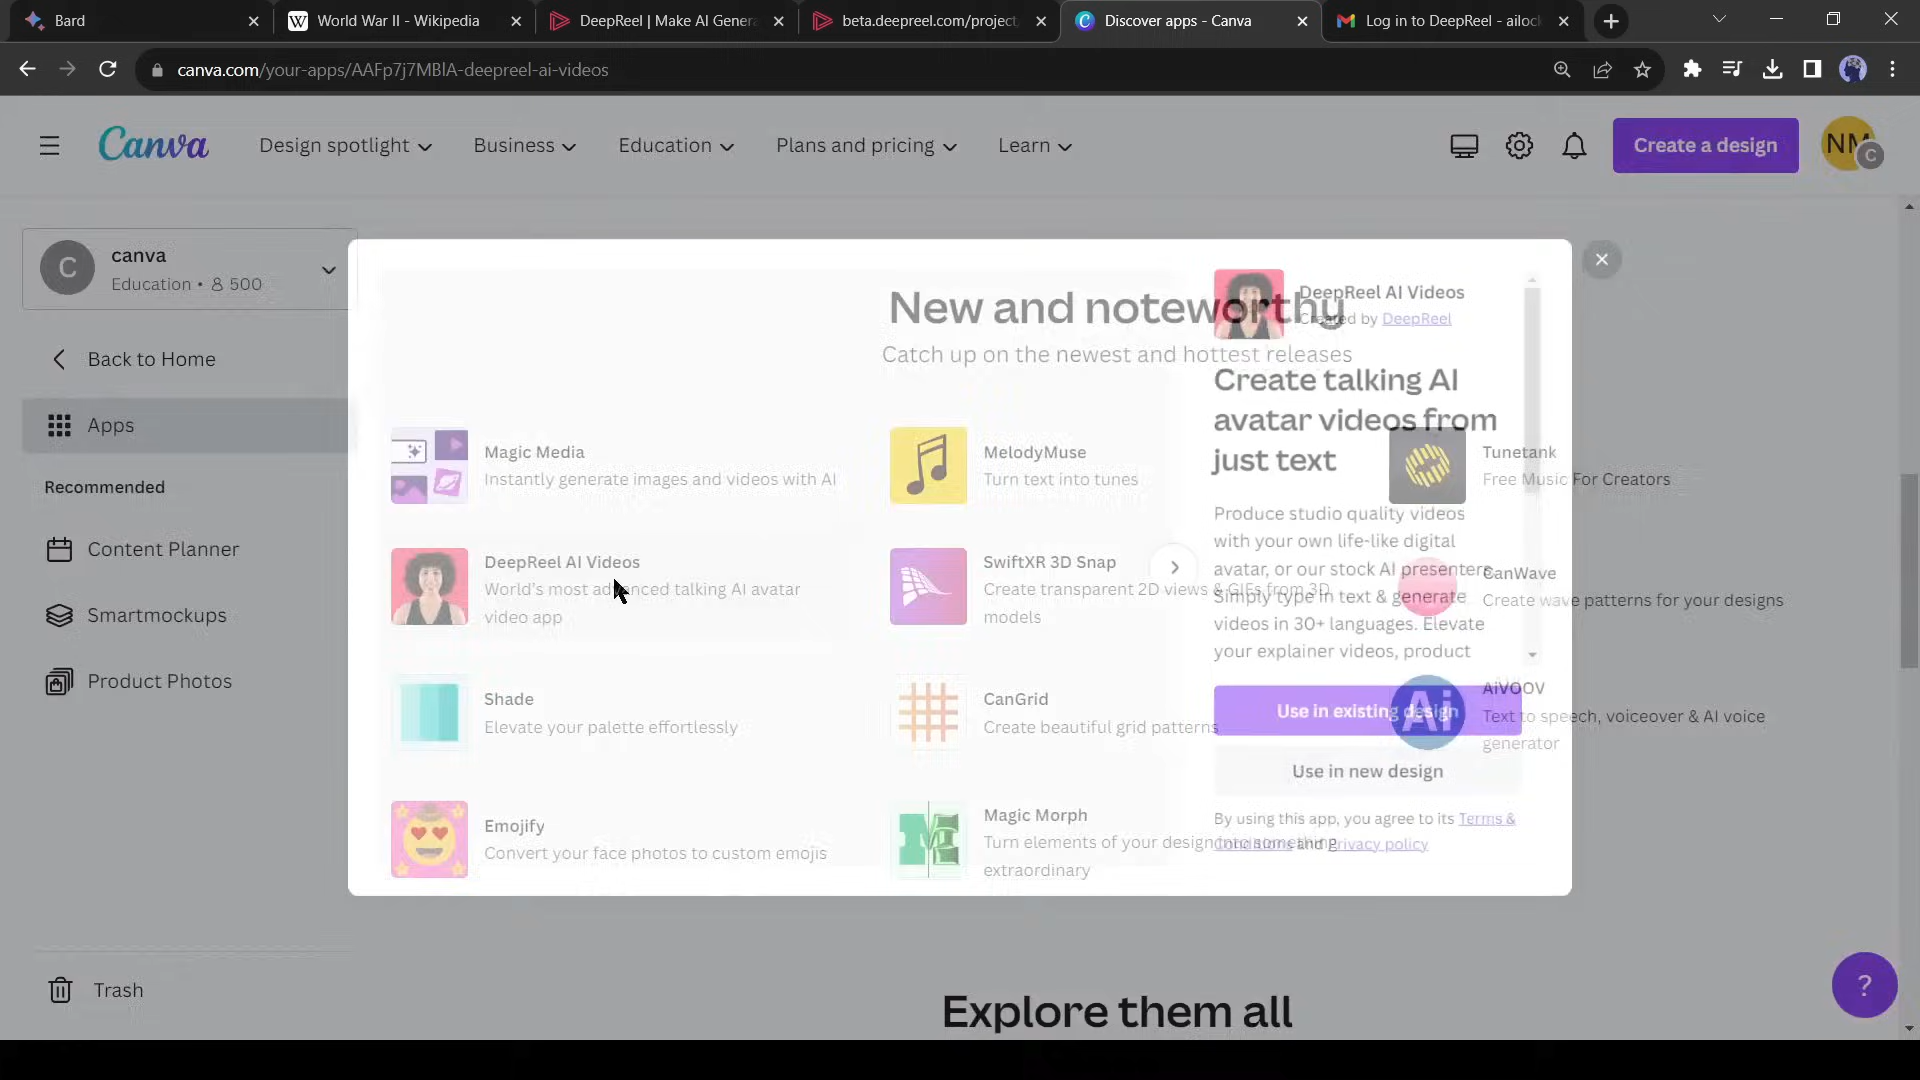 Bard
World War II - Wikipedia
DeepReel | Make AI Genera
beta.deepreel.com/project
Discover apps - Canva
Log in to DeepReel - ailoc
canva.com/your-apps/AAFp7j7MBlA-deepreel-ai-videos
Canva
Design spotlight
Business
Education
Plans and pricing
Learn
Create a design
NM
C
C
canva
Education • 500
Back to Home
Apps
Recommended
Content Planner
Smartmockups
Product Photos
Trash
New and noteworthy
Catch up on the newest and hottest releases
Magic Media
Instantly generate images and videos with AI
MelodyMuse
Turn text into tunes
Tunetank
Free Music For Creators
DeepReel AI Videos
World's most advanced talking AI avatar
video app
SwiftXR 3D Snap
Create transparent 2D views & GIFs from 3D
models
CanWave
Create wave patterns for your designs
Shade
Elevate your palette effortlessly
CanGrid
Create beautiful grid patterns
Ai
AiVOOV
Text to speech, voiceover & AI voice
generator
Emojify
Convert your face photos to custom emojis
Magic Morph
Turn elements of your design into something
extraordinary
DeepReel AI Videos
Created by DeepReel
Create talking AI
avatar videos from
just text
Produce studio quality videos
with your own life-like digital
avatar, or our stock AI presenters.
Simply type in text & generate
videos in 30+ languages. Elevate
your explainer videos, product
Use in existing design
Use in new design
By using this app, you agree to its Terms &
Conditions and Privacy policy
Explore them all
?